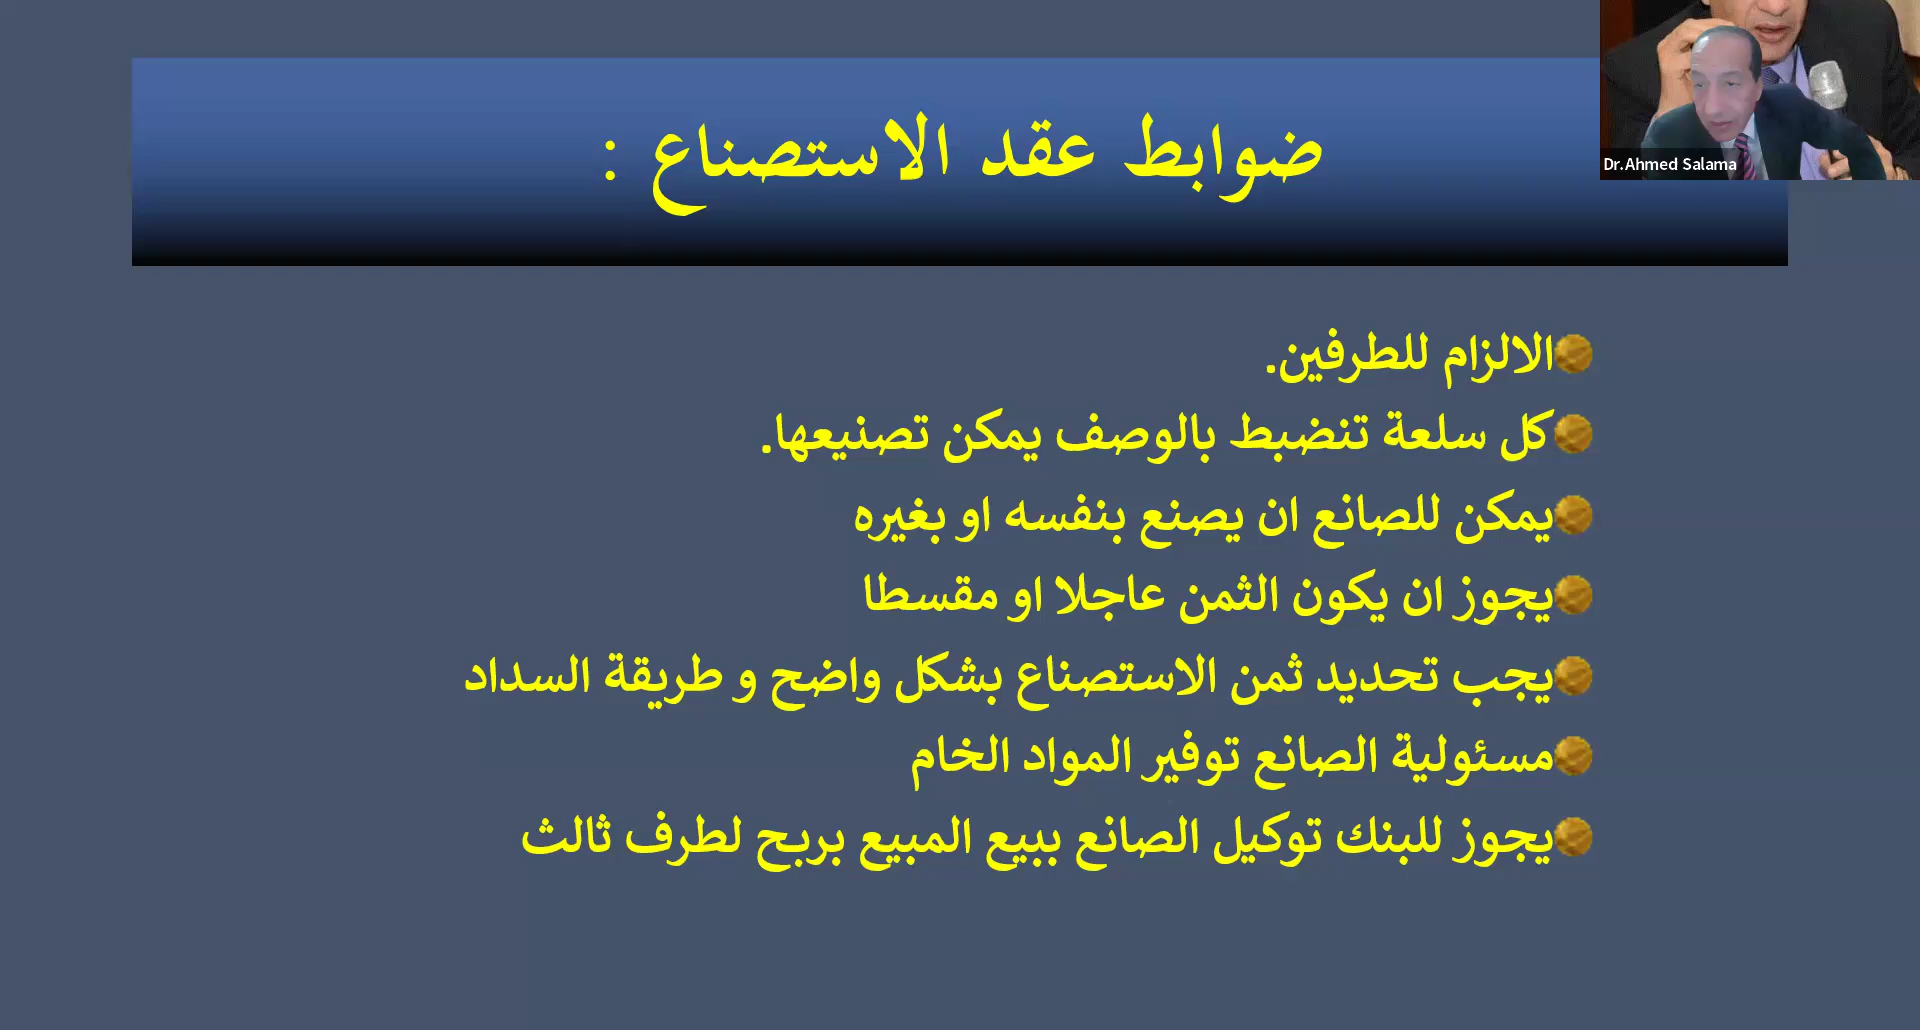 ضوابط عقد الاستصناع :
Dr.Ahmed Salama
الالزام للطرفين.
كل سلعة تنضبط بالوصف يمكن تصنيعها.
يمكن للصانع ان يصنع بنفسه او بغيره
يجوز ان يكون الثمن عاجلا او مقسطا
يجب تحديد ثمن الاستصناع بشكل واضح و طريقة السداد
مسئولية الصانع توفير المواد الخام
يجوز للبنك توكيل الصانع ببيع المبيع بربح لطرف ثالث